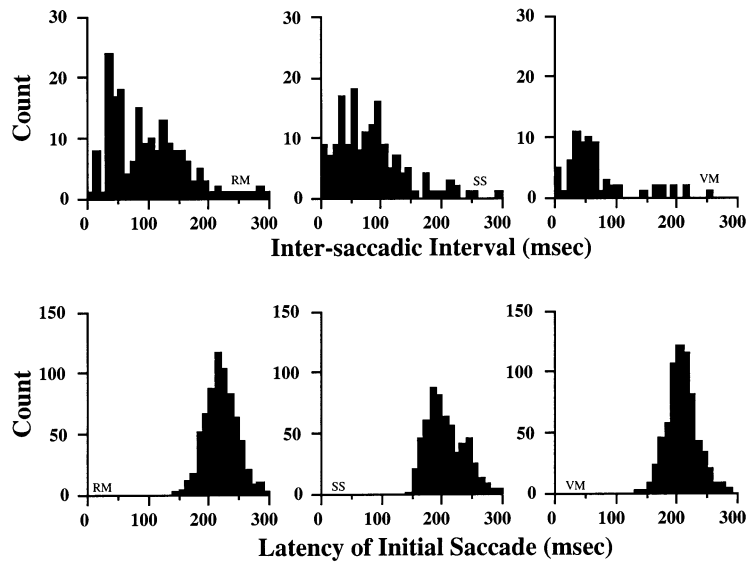 30 30 30
20 20 20
Count
10 10 10
RM SS VM
0 0 0
0 100 200 300 0 100 200 300 0 100 200 300
Inter-saccadic Interval (msec)
150 150 150
100 100 100
Count
50 50 50
RM SS VM
0 0 0
0 100 200 300 0 100 200 300 0 100 200 300
Latency of Initial Saccade (msec)